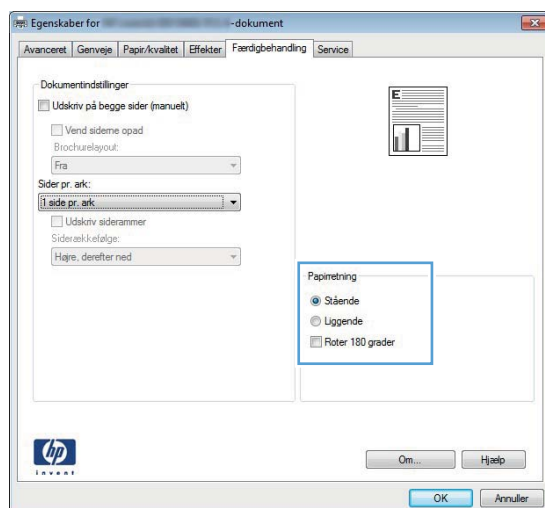 Egenskaber for
-dokument
Avanceret
Genveje
Papir/kvalitet
Effekter
Færdigbehandling
Service
Dokumentindstillinger
Udskriv på begge sider (manuelt)
Vend siderne opad
Brochurelayout:
Fra
Sider pr. ark:
1 side pr. ark
Udskriv siderammer
Siderækkefølge:
Højre, derefter ned
E
Papirretning
Stående
Liggende
Roter 180 grader
hp
invent
Om...
Hjælp
OK
Annuller